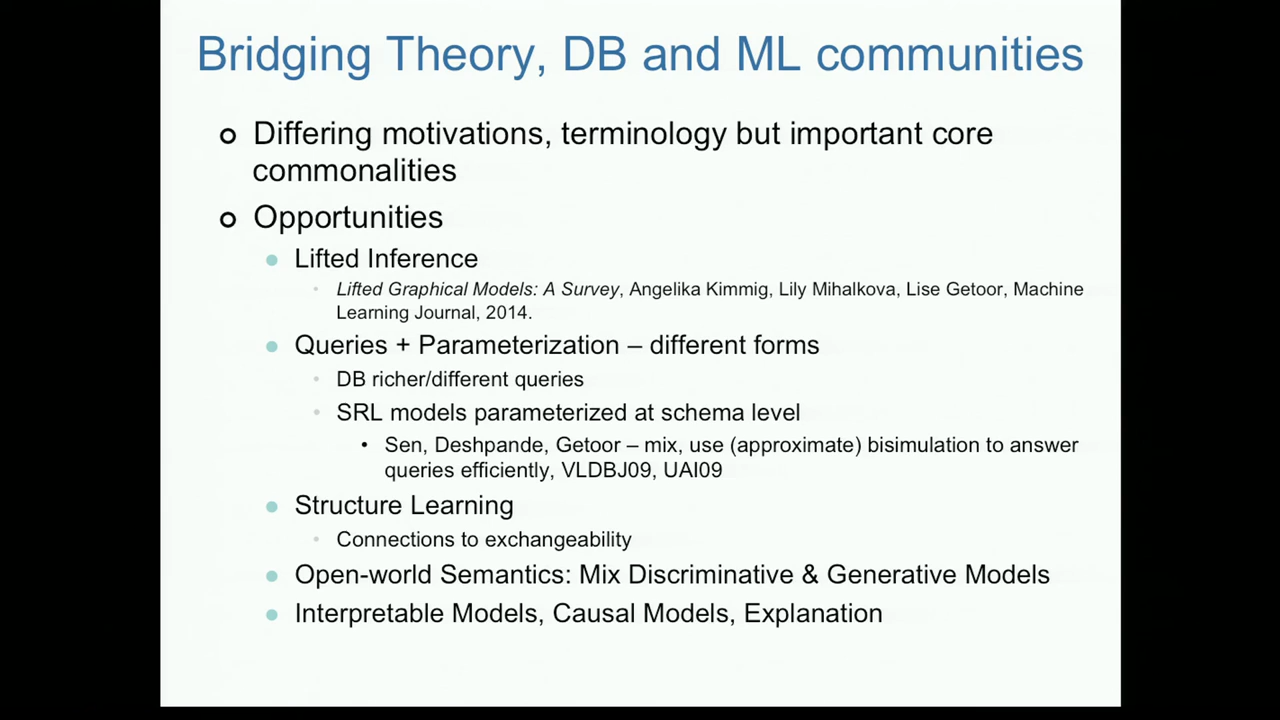 Bridging Theory, DB and ML communities
Differing motivations, terminology but important core
commonalities
Opportunities
Lifted Inference
Lifted Graphical Models: A Survey, Angelika Kimmig, Lily Mihalkova, Lise Getoor, Machine
Learning Journal, 2014.
Queries + Parameterization – different forms
DB richer/different queries
SRL models parameterized at schema level
Sen, Deshpande, Getoor – mix, use (approximate) bisimulation to answer
queries efficiently, VLDBJ09, UAI09
Structure Learning
Connections to exchangeability
Open-world Semantics: Mix Discriminative & Generative Models
Interpretable Models, Causal Models, Explanation